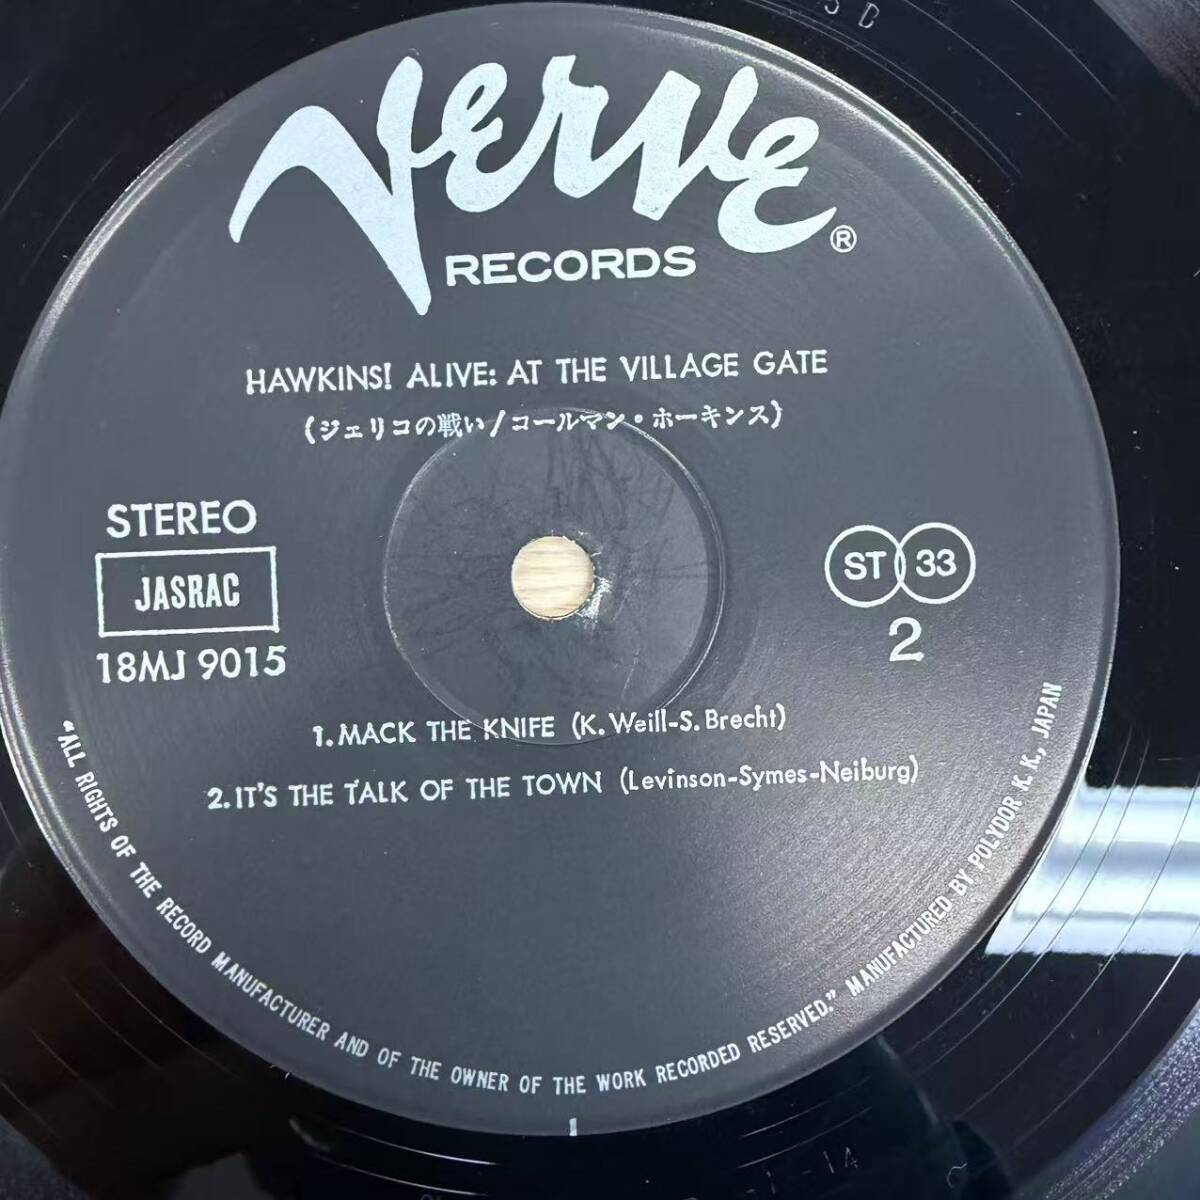 Verve ®
RECORDS
HAWKINS! ALIVE: AT THE VILLAGE GATE
(ジェリコの戦い/コールマン・ホーキンス)
STEREO
JASRAC
18MJ 9015
ST 33
2
1. MACK THE KNIFE (K. Weill-S. Brecht)
2. IT'S THE TALK OF THE TOWN (Levinson-Symes-Neiburg)
"ALL RIGHTS OF THE RECORD MANUFACTURER AND OF THE OWNER OF THE WORK RECORDED RESERVED." MANUFACTURED BY POLYDOR K.K., JAPAN